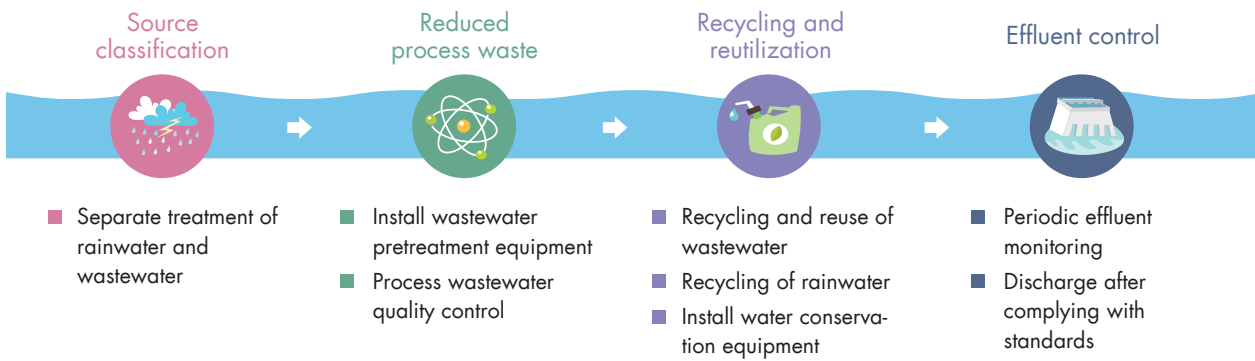 Source
classification
Reduced
process waste
Recycling and
reutilization
Effluent control
Separate treatment of
rainwater and
wastewater
Install wastewater
pretreatment equipment
Process wastewater
quality control
Recycling and reuse of
wastewater
Recycling of rainwater
Install water conserva-
tion equipment
Periodic effluent
monitoring
Discharge after
complying with
standards